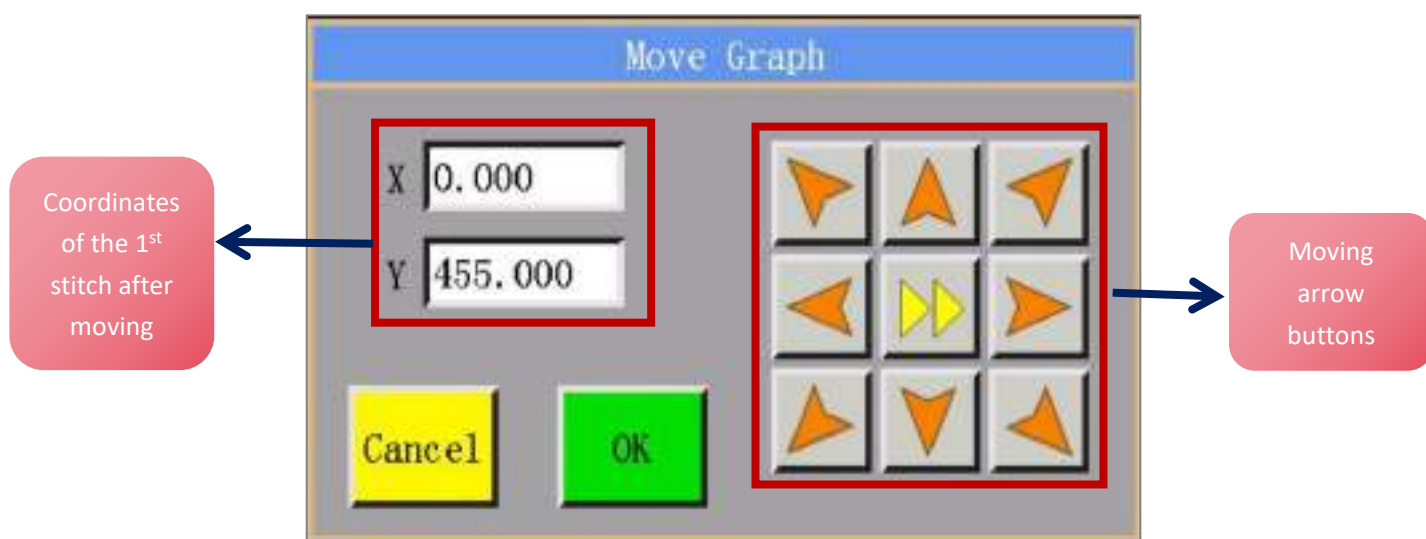 Move Graph
Coordinates
of the 1st
stitch after
moving
X 0.000
Y 455.000
Cancel
OK
Moving
arrow
buttons